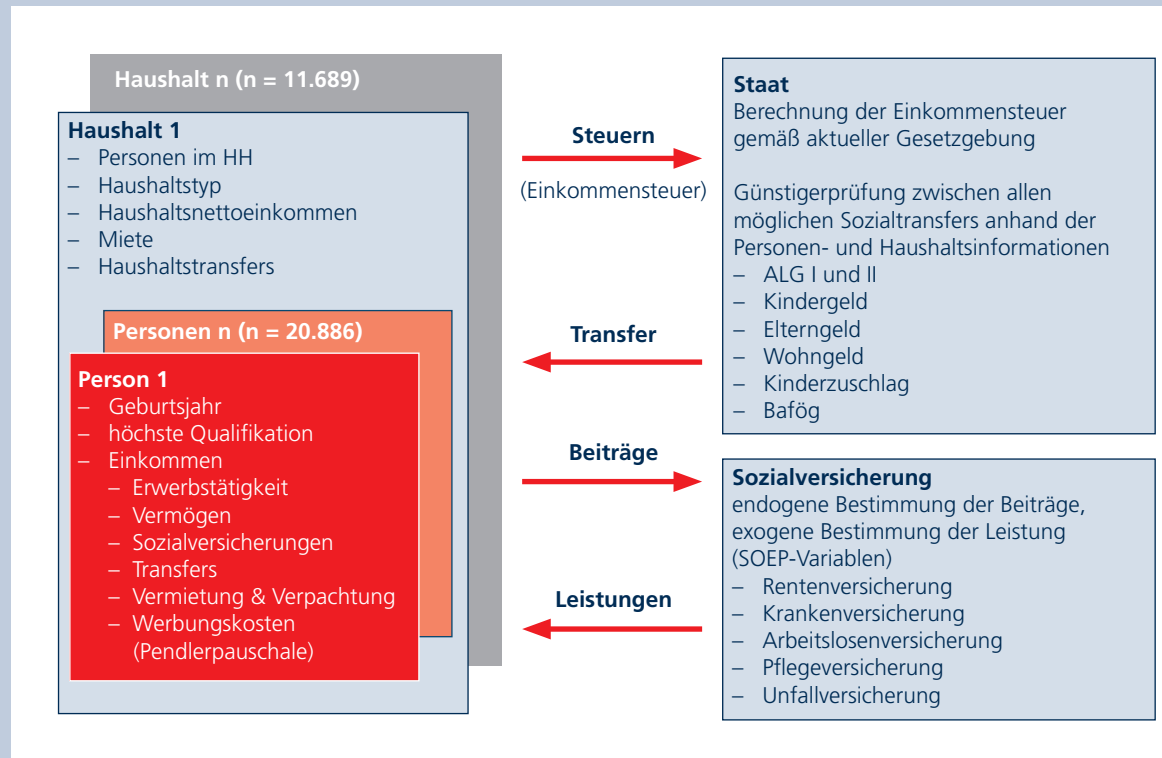 Haushalt n (n = 11.689)
Haushalt 1
– Personen im HH
– Haushaltstyp
– Haushaltsnettoeinkommen
– Miete
– Haushaltstransfers
Personen n (n = 20.886)
Person 1
– Geburtsjahr
– höchste Qualifikation
– Einkommen
– Erwerbstätigkeit
– Vermögen
– Sozialversicherungen
– Transfers
– Vermietung & Verpachtung
– Werbungskosten
(Pendlerpauschale)
Steuern
(Einkommensteuer)
Transfer
Beiträge
Leistungen
Staat
Berechnung der Einkommensteuer
gemäß aktueller Gesetzgebung
Günstigerprüfung zwischen allen
möglichen Sozialtransfers anhand der
Personen- und Haushaltsinformationen
– ALG I und II
– Kindergeld
– Elterngeld
– Wohngeld
– Kinderzuschlag
– Bafög
Sozialversicherung
endogene Bestimmung der Beiträge,
exogene Bestimmung der Leistung
(SOEP-Variablen)
– Rentenversicherung
– Krankenversicherung
– Arbeitslosenversicherung
– Pflegeversicherung
– Unfallversicherung